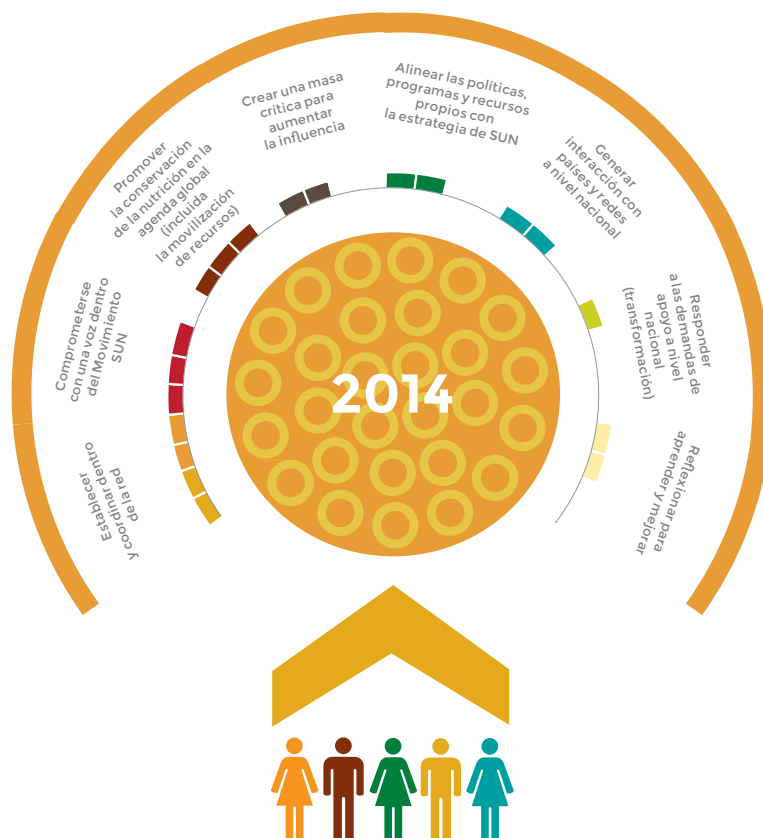 Establecer
y coordinar dentro
de la red
Comprometerse
con una voz dentro
del Movimiento
SUN
Promover
la conservación
de la nutrición en la
agenda global
(incluida
la movilización
de recursos)
Crear una masa
crítica para
aumentar
la influencia
Alinear las políticas,
programas y recursos
propios con
la estrategia de SUN
Generar
interacción con
países y redes
a nivel nacional
Responder
a las demandas de
apoyo a nivel
nacional
(transformación)
Reflexionar para
aprender y mejorar
2014